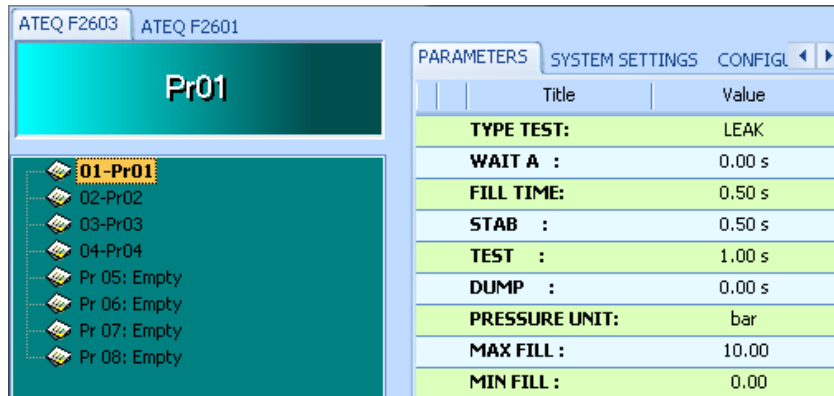 ATEQ F2603 ATEQ F2601
Pr01
01-Pr01
02-Pr02
03-Pr03
04-Pr04
Pr 05: Empty
Pr 06: Empty
Pr 07: Empty
Pr 08: Empty
PARAMETERS SYSTEM SETTINGS CONFIGU
Title Value
TYPE TEST: LEAK
WAIT A : 0.00 s
FILL TIME: 0.50 s
STAB : 0.50 s
TEST : 1.00 s
DUMP : 0.00 s
PRESSURE UNIT: bar
MAX FILL : 10.00
MIN FILL : 0.00